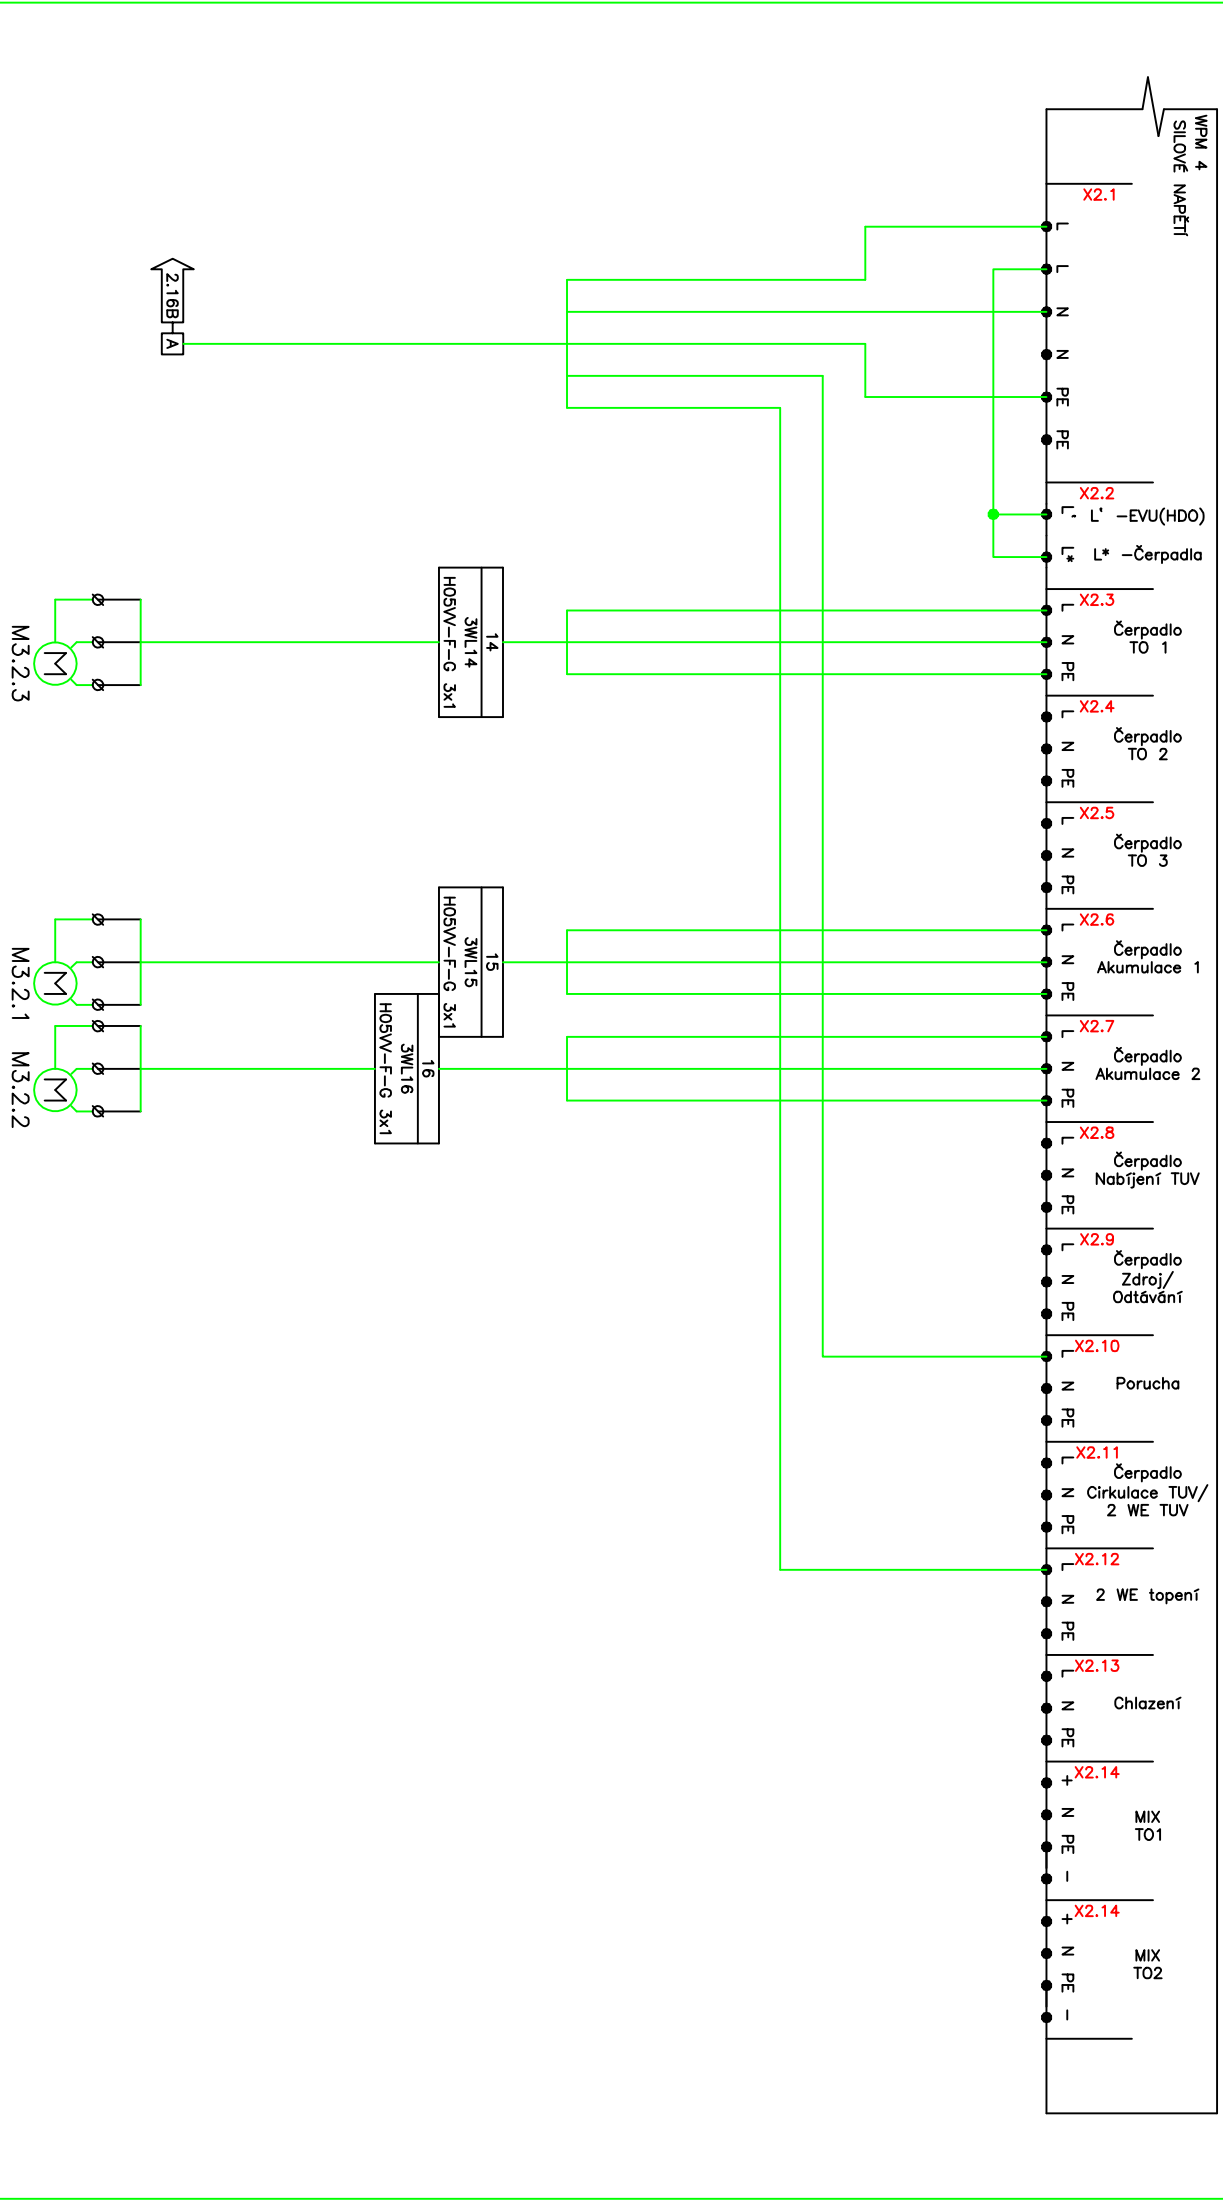 WPM 4
SILOVÉ NAPĚTÍ
X2.1
L
L
N
N
PE
PE
X2.2
L'
L' -EVU(HDO)
L*
L* -Čerpadla
X2.3
L
N
PE
Čerpadlo
TO 1
X2.4
L
N
PE
Čerpadlo
TO 2
X2.5
L
N
PE
Čerpadlo
TO 3
X2.6
L
N
PE
Čerpadlo
Akumulace 1
X2.7
L
N
PE
Čerpadlo
Akumulace 2
X2.8
L
N
PE
Čerpadlo
Nabíjení TUV
X2.9
L
N
PE
Čerpadlo
Zdroj/
Odtávání
X2.10
L
N
PE
Porucha
X2.11
L
N
PE
Čerpadlo
Cirkulace TUV/
2 WE TUV
X2.12
L
N
PE
2 WE topení
X2.13
L
N
PE
Chlazení
X2.14
+
N
PE
-
MIX
TO1
X2.14
+
N
PE
-
MIX
TO2
2.16B
A
14
3WL14
H05VV-F-G 3x1
15
3WL15
H05VV-F-G 3x1
16
3WL16
H05VV-F-G 3x1
M
M3.2.3
M
M3.2.1
M
M3.2.2